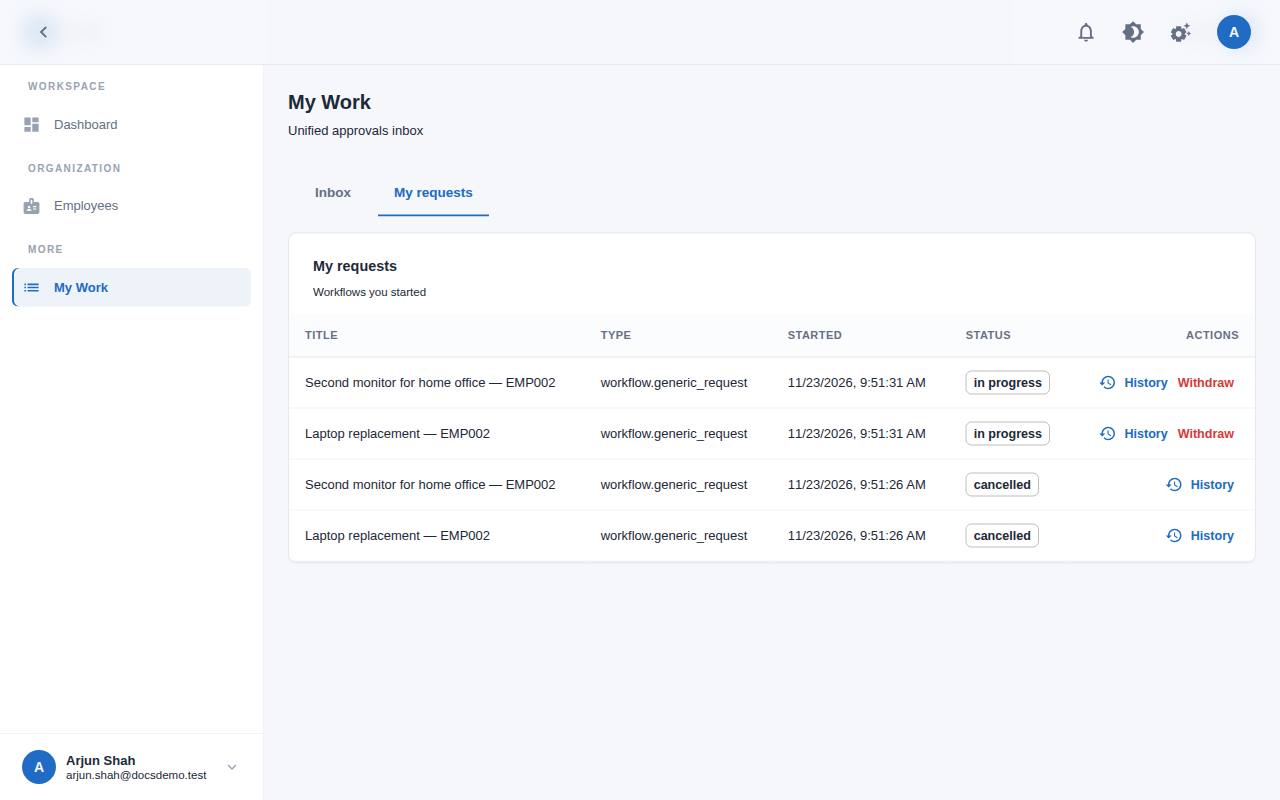 A
WORKSPACE
Dashboard
ORGANIZATION
Employees
MORE
My Work
My Work
Unified approvals inbox
Inbox My requests
My requests
Workflows you started
TITLE TYPE STARTED STATUS ACTIONS
Second monitor for home office — EMP002 workflow.generic_request 11/23/2026, 9:51:31 AM in progress History Withdraw
Laptop replacement — EMP002 workflow.generic_request 11/23/2026, 9:51:31 AM in progress History Withdraw
Second monitor for home office — EMP002 workflow.generic_request 11/23/2026, 9:51:26 AM cancelled History
Laptop replacement — EMP002 workflow.generic_request 11/23/2026, 9:51:26 AM cancelled History
A
Arjun Shah
arjun.shah@docsdemo.test